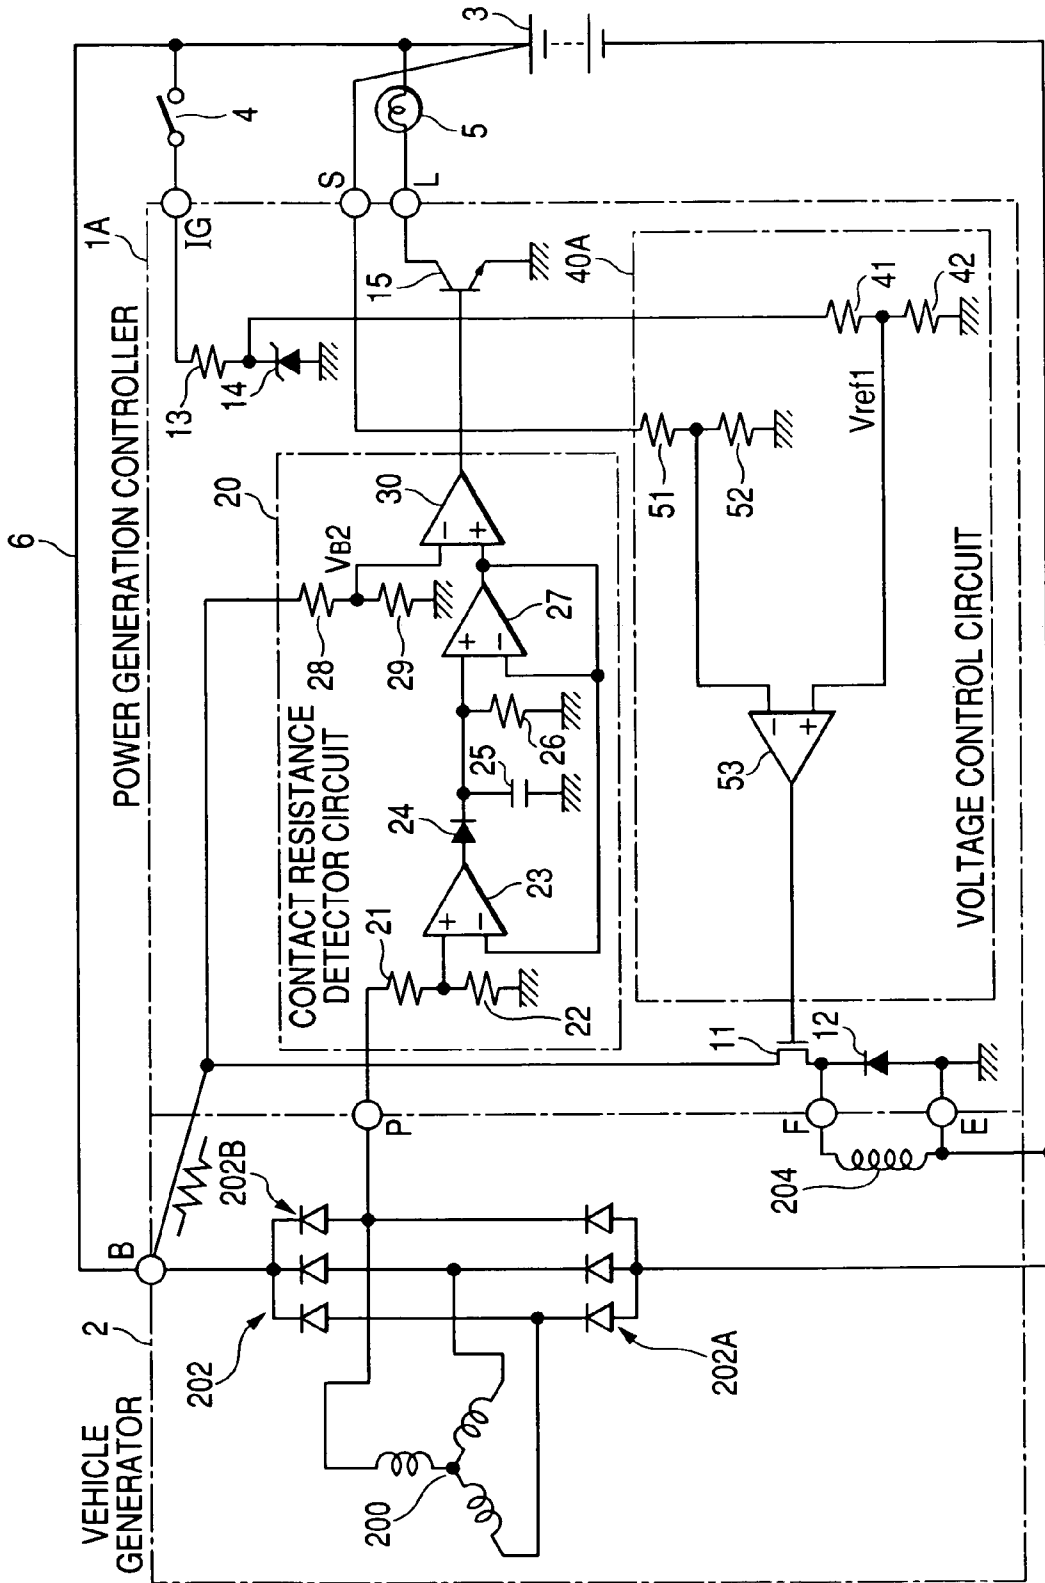 6
VEHICLE
GENERATOR
2
B
POWER GENERATION CONTROLLER
1A
IG
4
3
202
202B
13
14
S
L
5
15
20
30
VB2
28
29
27
CONTACT RESISTANCE
DETECTOR CIRCUIT
26
25
24
23
21
22
+
−
+
−
−
+
P
200
202A
204
F
E
11
12
40A
41
42
Vref1
51
52
53
−
+
VOLTAGE CONTROL CIRCUIT